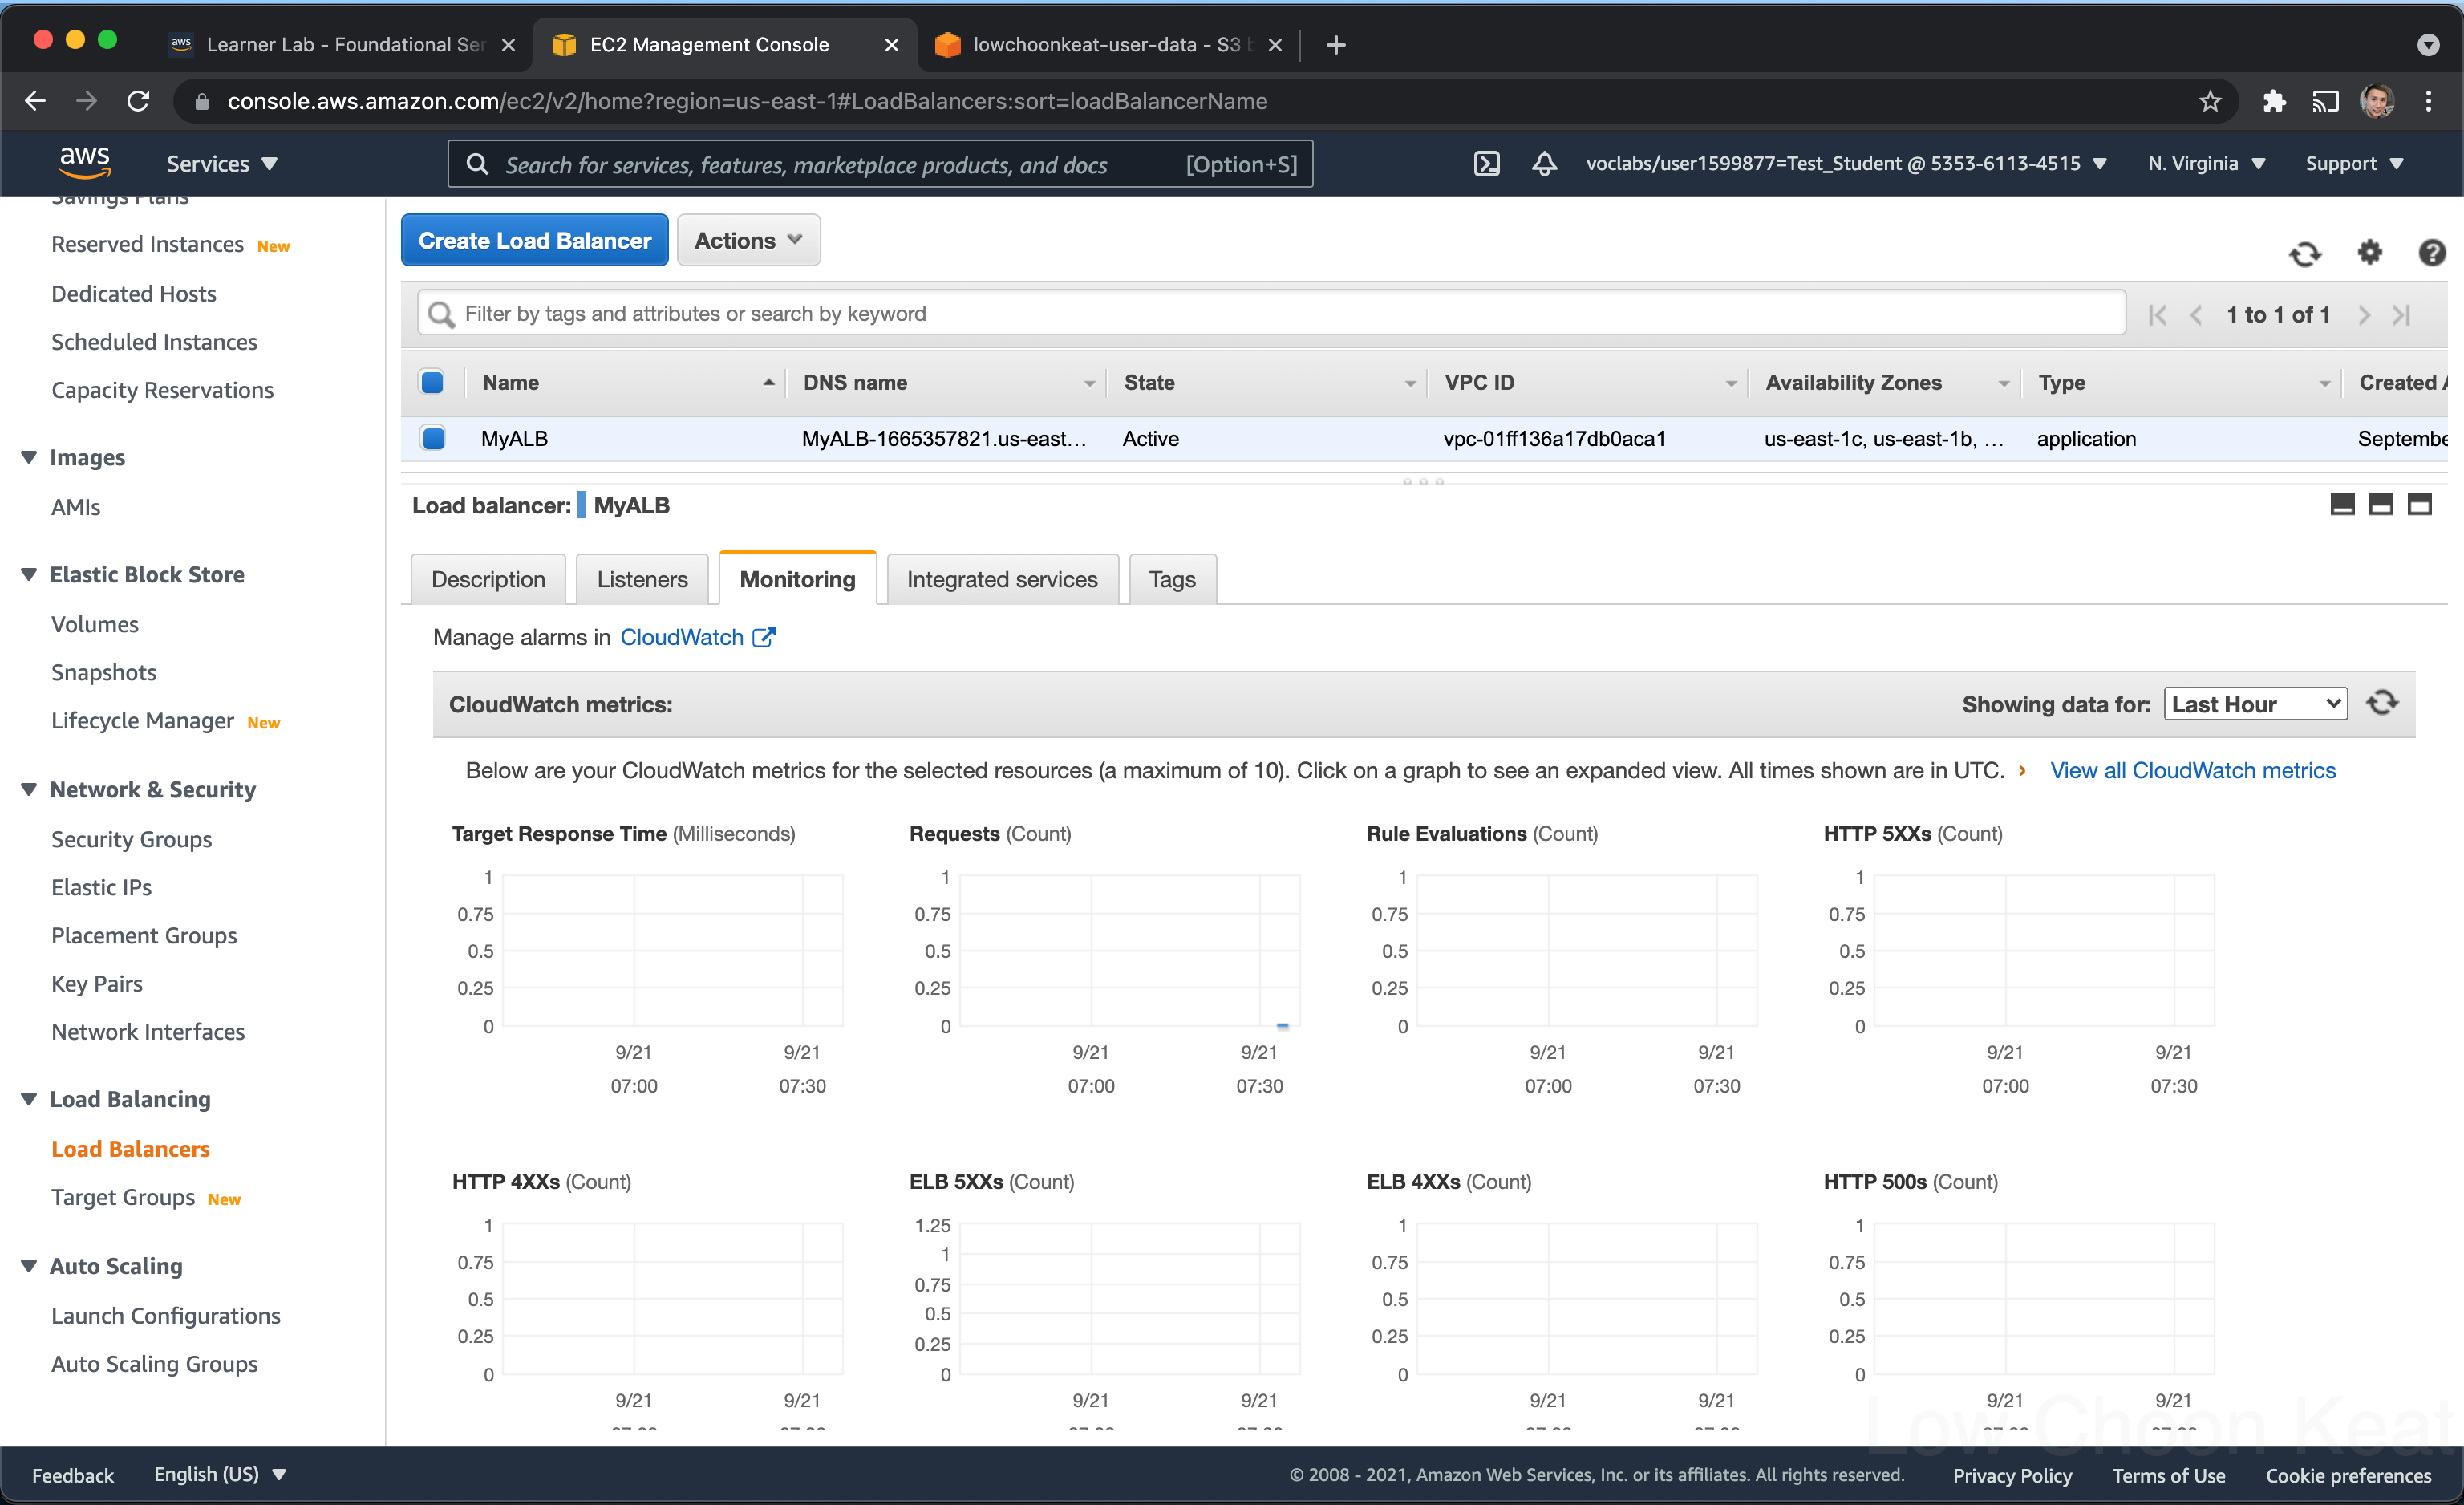 aws Learner Lab - Foundational Ser
EC2 Management Console
lowchoonkeat-user-data - S3 b
console.aws.amazon.com/ec2/v2/home?region=us-east-1#LoadBalancers:sort=loadBalancerName
aws Services Search for services, features, marketplace products, and docs [Option+S] voclabs/user1599877=Test_Student @ 5353-6113-4515 N. Virginia Support
Savings Plans
Reserved Instances New
Dedicated Hosts
Scheduled Instances
Capacity Reservations
Images
AMIs
Elastic Block Store
Volumes
Snapshots
Lifecycle Manager New
Network & Security
Security Groups
Elastic IPs
Placement Groups
Key Pairs
Network Interfaces
Load Balancing
Load Balancers
Target Groups New
Auto Scaling
Launch Configurations
Auto Scaling Groups
Create Load Balancer Actions
Filter by tags and attributes or search by keyword 1 to 1 of 1
Name DNS name State VPC ID Availability Zones Type Created A
MyALB MyALB-1665357821.us-east... Active vpc-01ff136a17db0aca1 us-east-1c, us-east-1b, ... application Septembe
Load balancer: MyALB
Description Listeners Monitoring Integrated services Tags
Manage alarms in CloudWatch
CloudWatch metrics: Showing data for: Last Hour
Below are your CloudWatch metrics for the selected resources (a maximum of 10). Click on a graph to see an expanded view. All times shown are in UTC. › View all CloudWatch metrics
Target Response Time (Milliseconds)
1
0.75
0.5
0.25
0
9/21 9/21
07:00 07:30
Requests (Count)
1
0.75
0.5
0.25
0
9/21 9/21
07:00 07:30
Rule Evaluations (Count)
1
0.75
0.5
0.25
0
9/21 9/21
07:00 07:30
HTTP 5XXs (Count)
1
0.75
0.5
0.25
0
9/21 9/21
07:00 07:30
HTTP 4XXs (Count)
1
0.75
0.5
0.25
0
9/21 9/21
ELB 5XXs (Count)
1.25
1
0.75
0.5
0.25
0
9/21 9/21
ELB 4XXs (Count)
1
0.75
0.5
0.25
0
9/21 9/21
HTTP 500s (Count)
1
0.75
0.5
0.25
0
9/21 9/21
Low Choon Keat
Feedback English (US) © 2008 - 2021, Amazon Web Services, Inc. or its affiliates. All rights reserved. Privacy Policy Terms of Use Cookie preferences